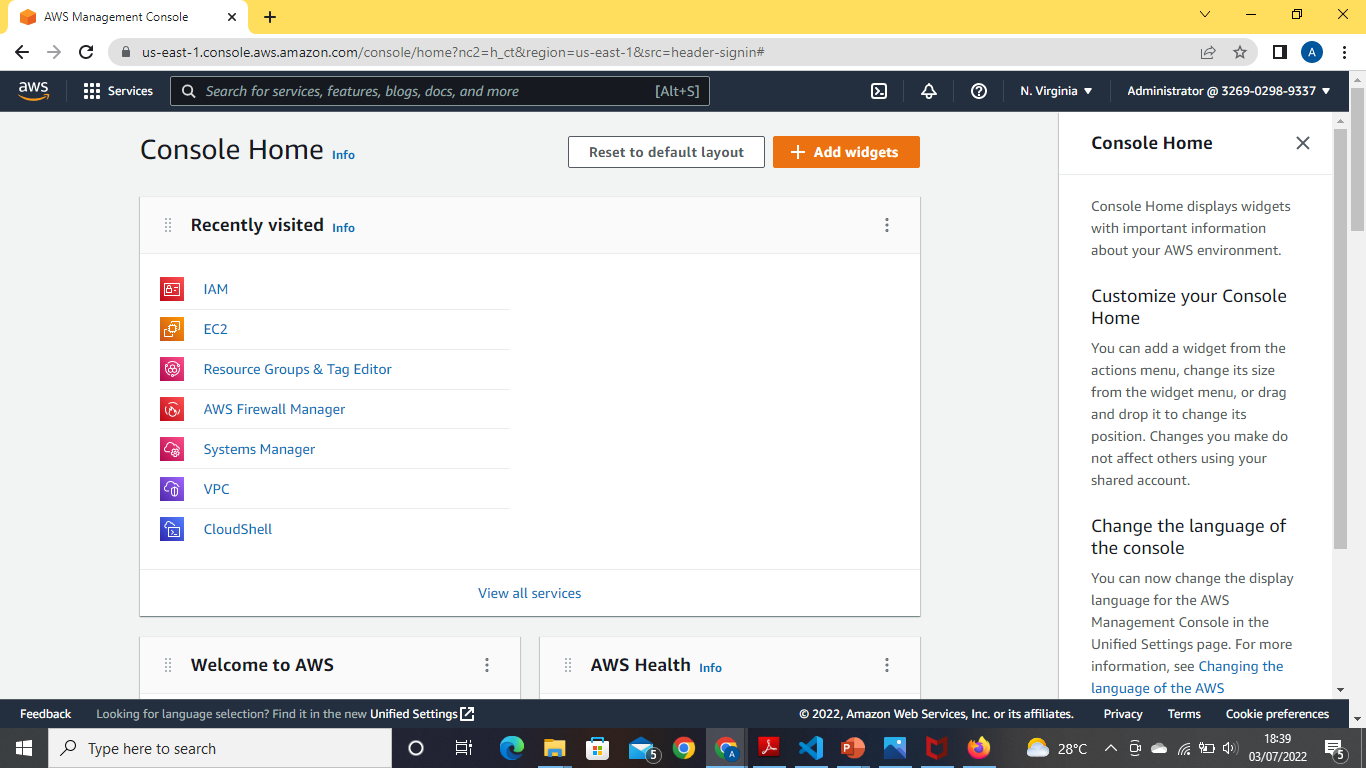 AWS Management Console
us-east-1.console.aws.amazon.com/console/home?nc2=h_ct&region=us-east-1&src=header-signin#
A
aws
Services
Search for services, features, blogs, docs, and more
[Alt+S]
N. Virginia
Administrator @ 3269-0298-9337
Console Home Info
Reset to default layout
Add widgets
Recently visited Info
IAM
EC2
Resource Groups & Tag Editor
AWS Firewall Manager
Systems Manager
VPC
CloudShell
View all services
Welcome to AWS
AWS Health Info
Console Home
Console Home displays widgets
with important information
about your AWS environment.
Customize your Console
Home
You can add a widget from the
actions menu, change its size
from the widget menu, or drag
and drop it to change its
position. Changes you make do
not affect others using your
shared account.
Change the language of
the console
You can now change the display
language for the AWS
Management Console in the
Unified Settings page. For more
information, see Changing the
language of the AWS
Feedback
Looking for language selection? Find it in the new Unified Settings
© 2022, Amazon Web Services, Inc. or its affiliates.
Privacy
Terms
Cookie preferences
Type here to search
5
A
28°C
18:39
03/07/2022
5